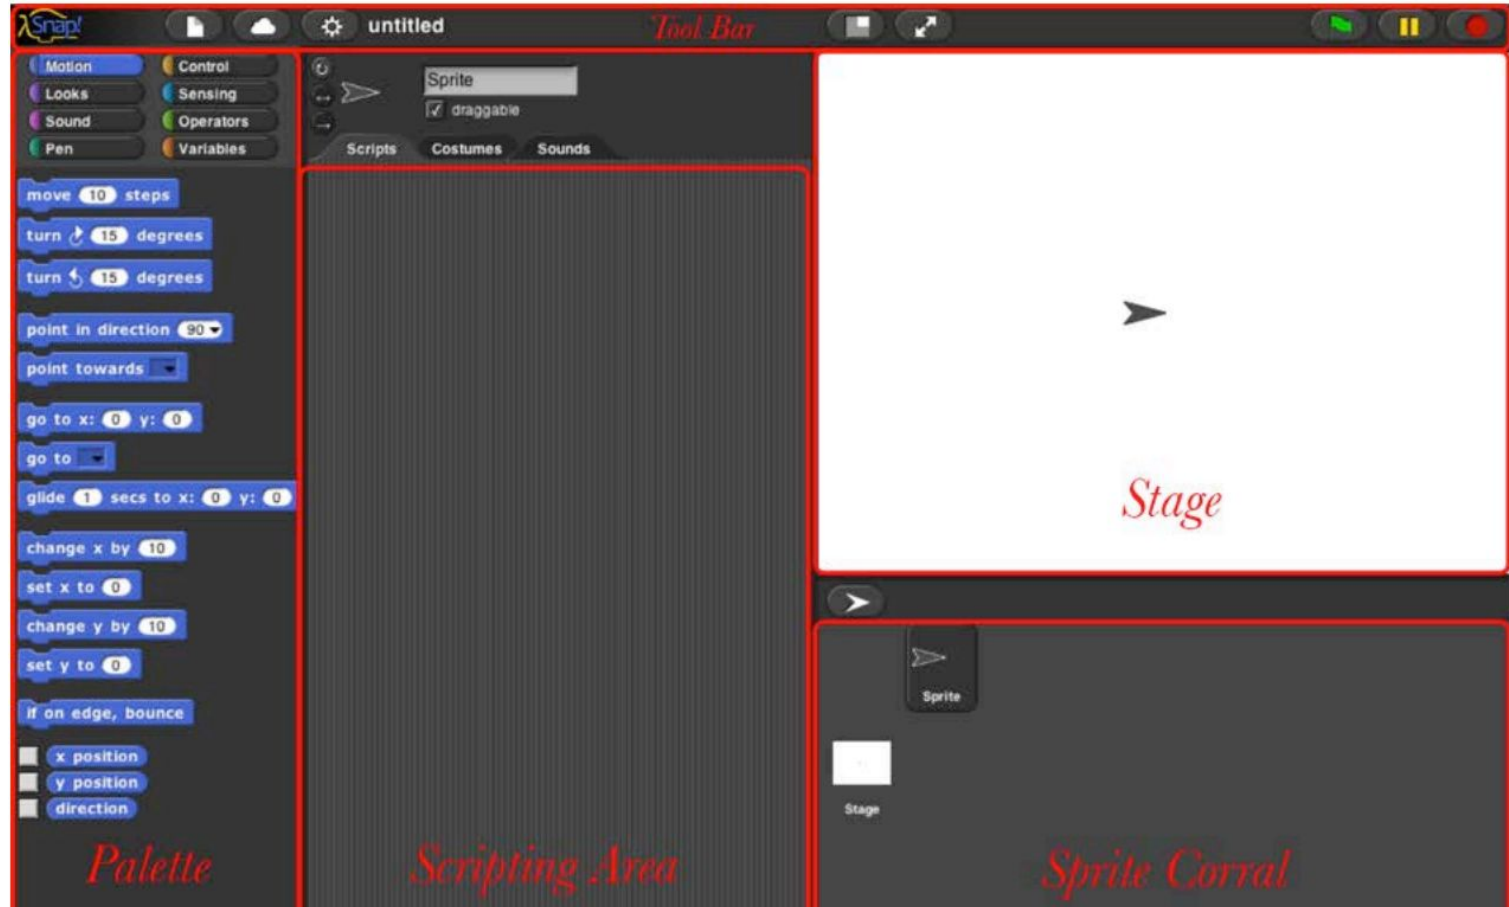 λSnap!
untitled
Tool Bar
Motion
Control
Looks
Sensing
Sound
Operators
Pen
Variables
Sprite
draggable
Scripts
Costumes
Sounds
move 10 steps
turn 15 degrees
turn 15 degrees
point in direction 90
point towards
go to x: 0 y: 0
go to
glide 1 secs to x: 0 y: 0
change x by 10
set x to 0
change y by 10
set y to 0
if on edge, bounce
x position
y position
direction
Palette
Scripting Area
Stage
Sprite
Stage
Sprite Corral